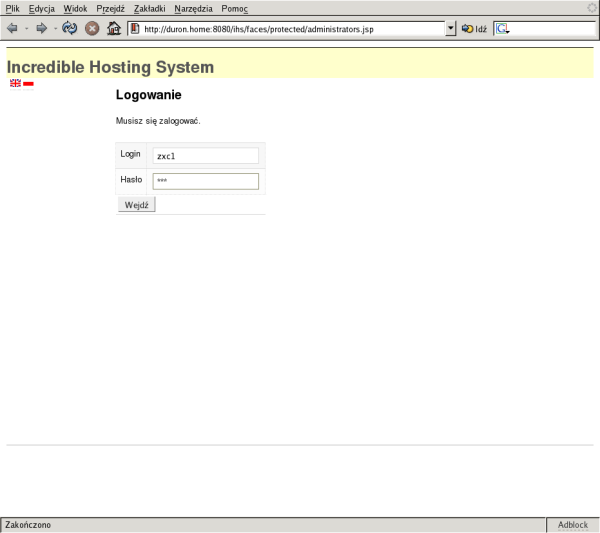 Plik Edycja Widok Przejdź Zakładki Narzędzia Pomoc
http://duron.home:8080/ihs/faces/protected/administrators.jsp Idź G
Incredible Hosting System
Logowanie
Musisz się zalogować.
Login zxc1
Hasło ***
Wejdź
Zakończono Adblock